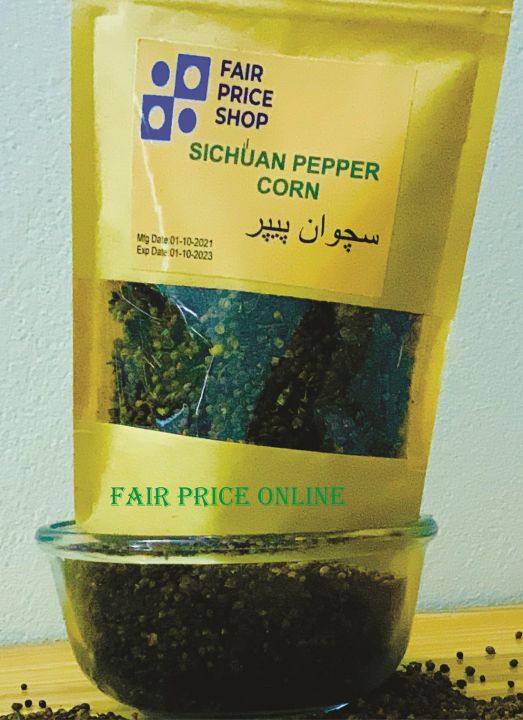 FAIR
PRICE
SHOP
SICHUAN PEPPER
CORN
سچوان پیپر
Mfg Date:01-10-2021
Exp Date:01-10-2023
FAIR PRICE ONLINE